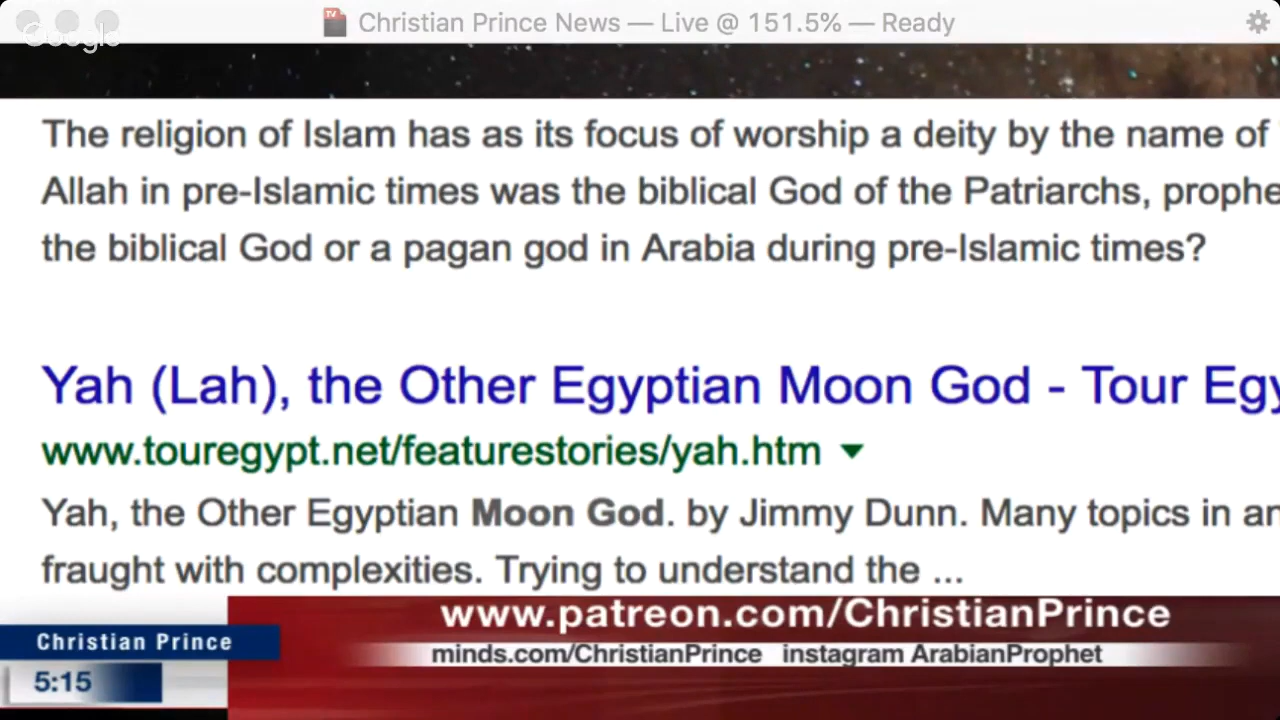 Christian Prince News — Live @ 151.5% — Ready
Google
The religion of Islam has as its focus of worship a deity by the name of
Allah in pre-Islamic times was the biblical God of the Patriarchs, prophe
the biblical God or a pagan god in Arabia during pre-Islamic times?
Yah (Lah), the Other Egyptian Moon God - Tour Egy
www.touregypt.net/featurestories/yah.htm
Yah, the Other Egyptian Moon God. by Jimmy Dunn. Many topics in an
fraught with complexities. Trying to understand the ...
www.patreon.com/ChristianPrince
Christian Prince
minds.com/ChristianPrince instagram ArabianProphet
5:15